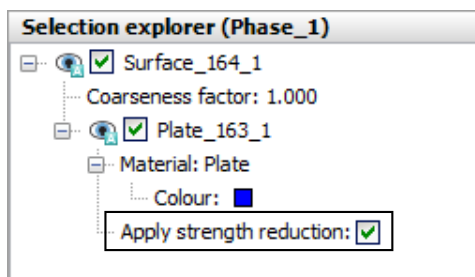 Selection explorer (Phase_1)
Surface_164_1
Coarseness factor: 1.000
Plate_163_1
Material: Plate
Colour:
Apply strength reduction: